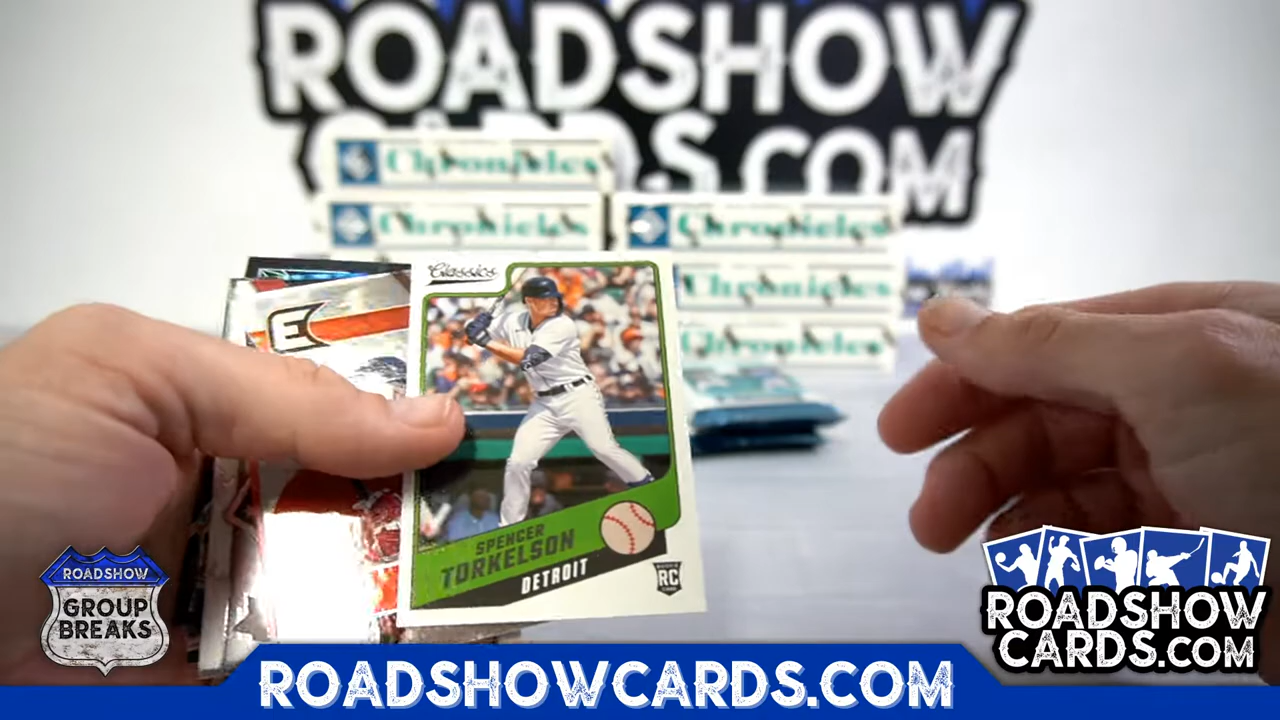 ROADSHOW
CARDS.COM
Chronicles
Chronicles
Chronicles
Chronicles
Chronicles
Classics
E
SPENCER
TORKELSON
DETROIT
RC
ROADSHOW
GROUP
BREAKS
ROADSHOW
CARDS.COM
ROADSHOWCARDS.COM